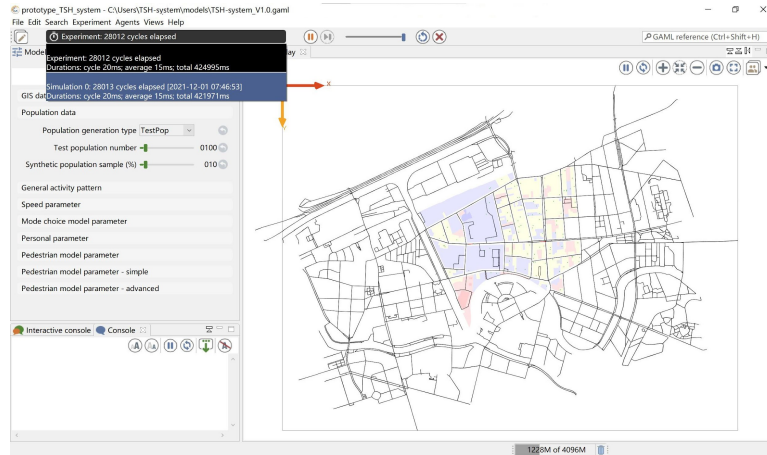 prototype_TSH_system - C:\Users\TSH-system\models\TSH-system_V1.0.gaml
File Edit Search Experiment Agents Views Help
Experiment: 28012 cycles elapsed
GAML reference (Ctrl+Shift+H)
Model
lay
Experiment: 28012 cycles elapsed
Durations: cycle 20ms; average 15ms; total 424995ms
Simulation 0: 28013 cycles elapsed [2021-12-01 07:46:53]
Durations: cycle 20ms; average 15ms; total 421971ms
X
GIS dat
Population data
Population generation type TestPop
Test population number 0100
Synthetic population sample (%) 010
General activity pattern
Speed parameter
Mode choice model parameter
Personal parameter
Pedestrian model parameter
Pedestrian model parameter - simple
Pedestrian model parameter - advanced
Interactive console Console
1228M of 4096M